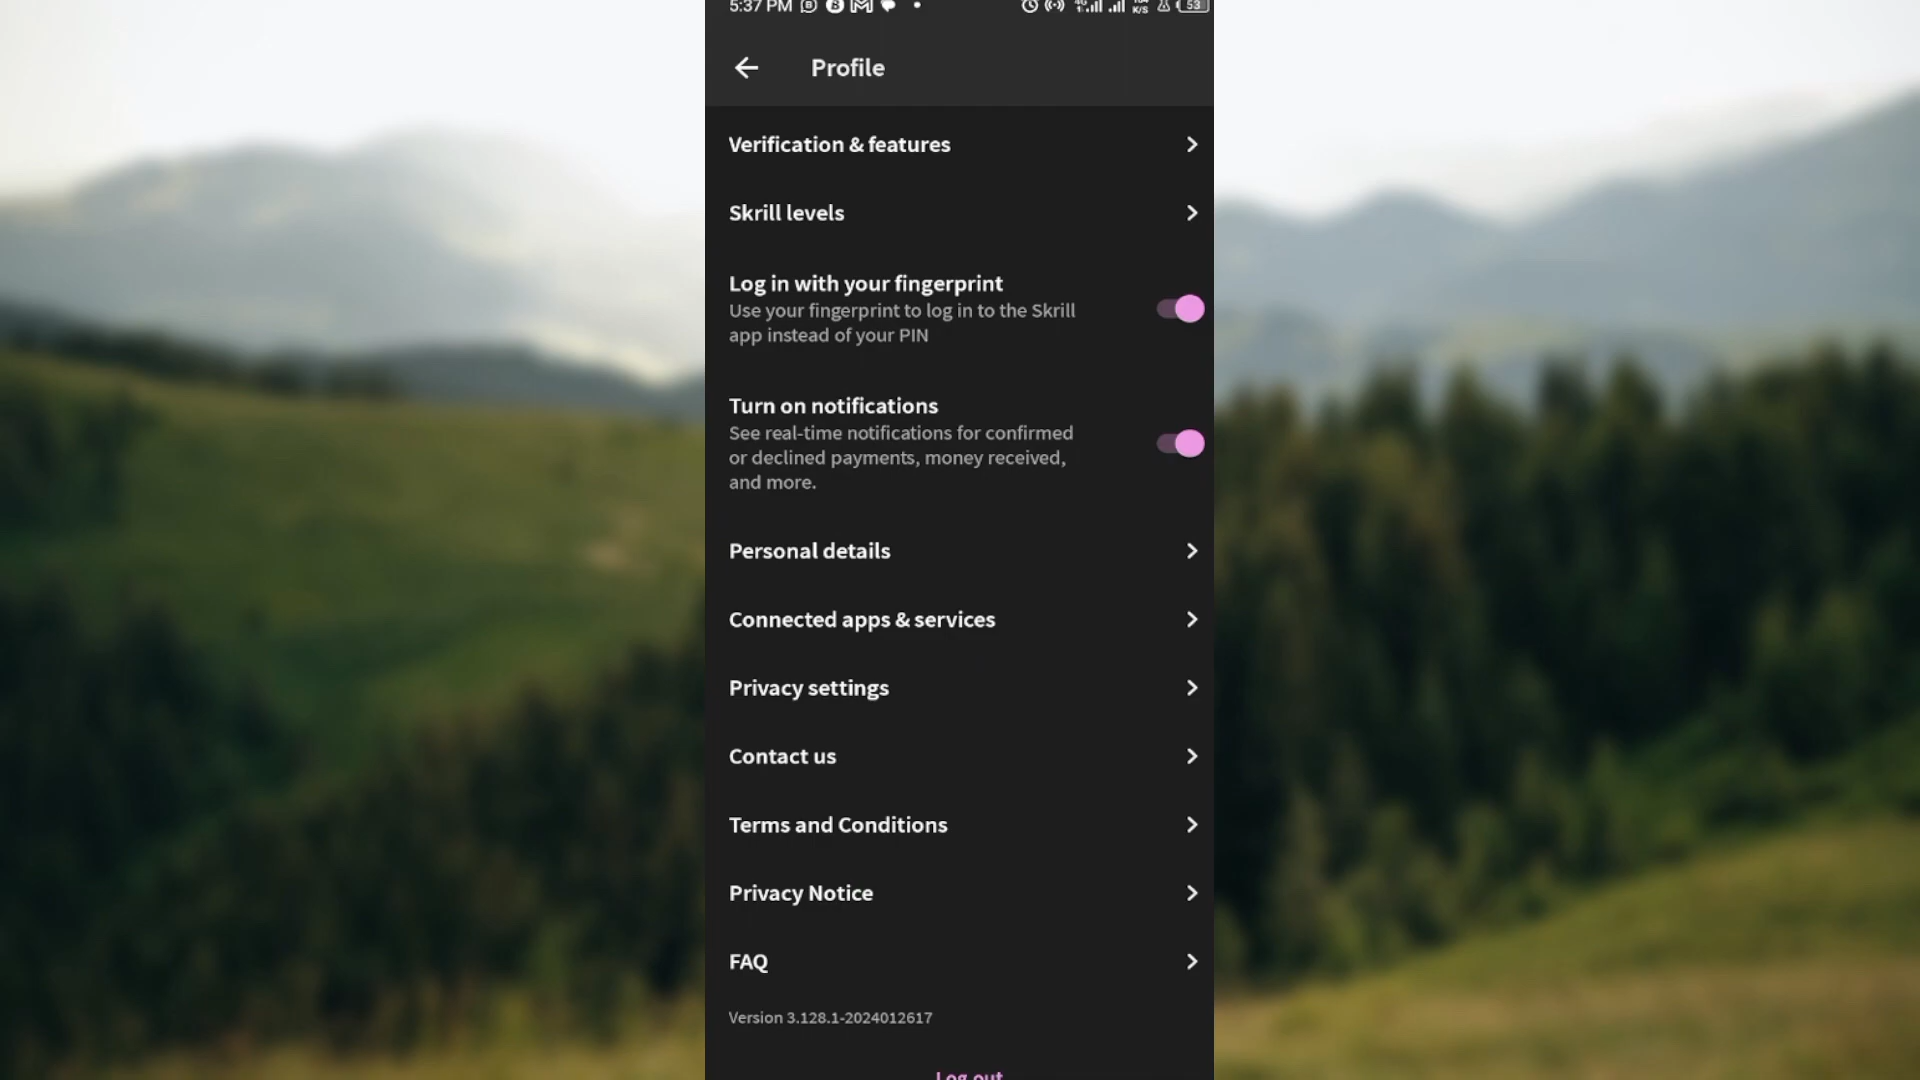 5:37 PM
53
K/S
Profile
Verification & features
Skrill levels
Log in with your fingerprint
Use your fingerprint to log in to the Skrill
app instead of your PIN
Turn on notifications
See real-time notifications for confirmed
or declined payments, money received,
and more.
Personal details
Connected apps & services
Privacy settings
Contact us
Terms and Conditions
Privacy Notice
FAQ
Version 3.128.1-2024012617
Log out